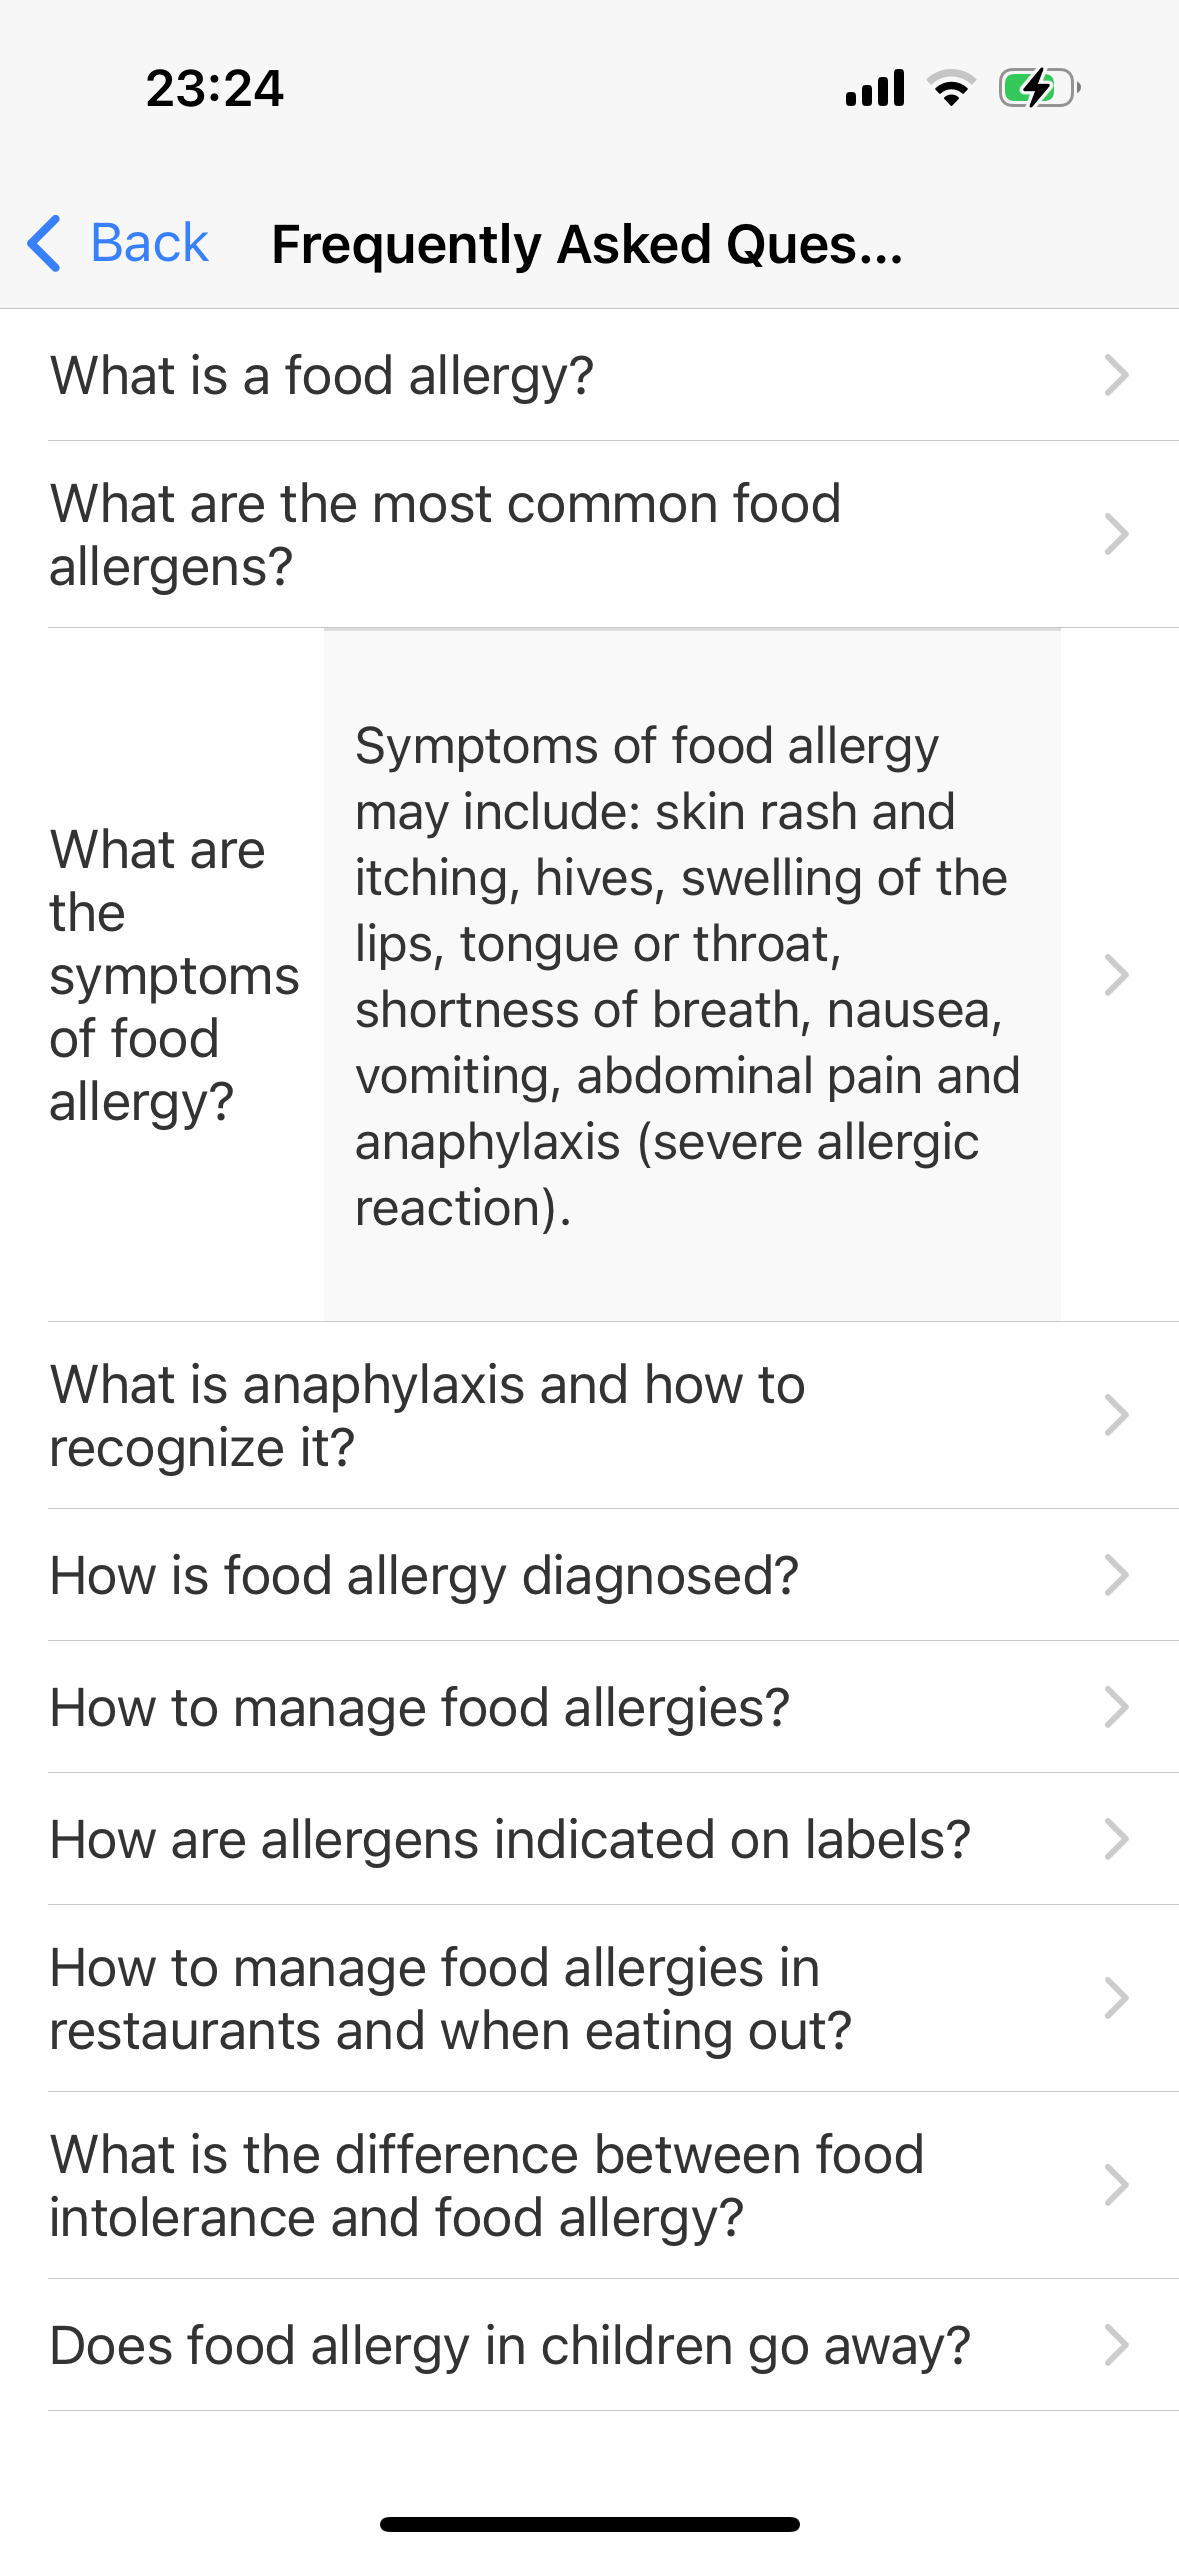 23:24
Back
Frequently Asked Ques...
What is a food allergy?
What are the most common food
allergens?
What are
the
symptoms
of food
allergy?
Symptoms of food allergy
may include: skin rash and
itching, hives, swelling of the
lips, tongue or throat,
shortness of breath, nausea,
vomiting, abdominal pain and
anaphylaxis (severe allergic
reaction).
What is anaphylaxis and how to
recognize it?
How is food allergy diagnosed?
How to manage food allergies?
How are allergens indicated on labels?
How to manage food allergies in
restaurants and when eating out?
What is the difference between food
intolerance and food allergy?
Does food allergy in children go away?